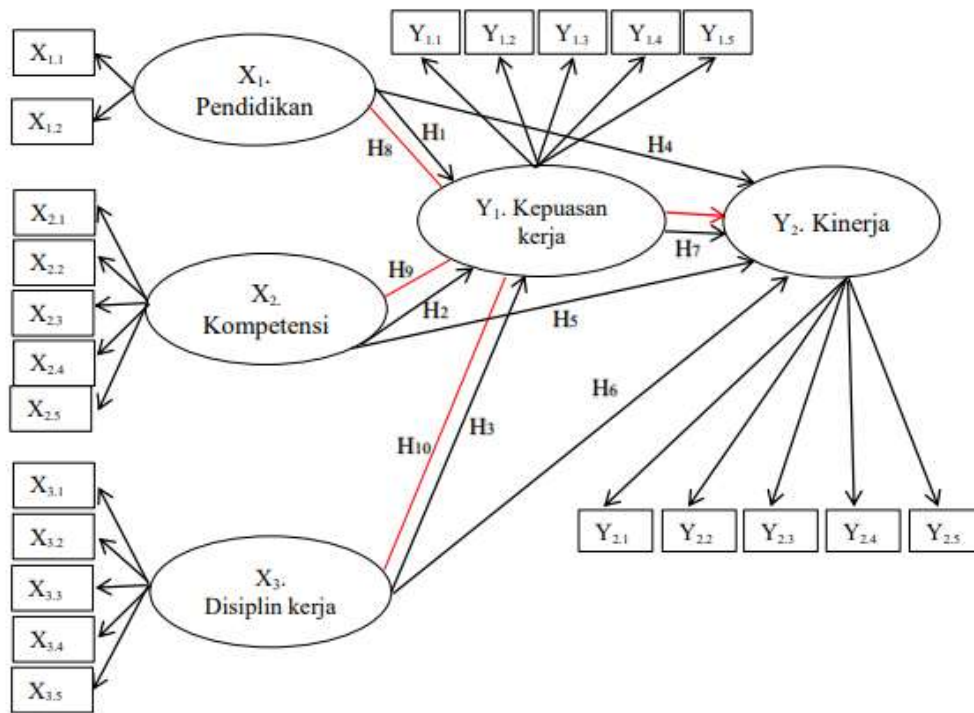 X1.1
X1.2
X1.
Pendidikan
Y1.1
Y1.2
Y1.3
Y1.4
Y1.5
H1
H8
H4
X2.1
X2.2
X2.3
X2.4
X2.5
X2.
Kompetensi
Y1. Kepuasan
kerja
Y2. Kinerja
H9
H2
H7
H5
H6
H3
H10
X3.1
X3.2
X3.3
X3.4
X3.5
X3.
Disiplin kerja
Y2.1
Y2.2
Y2.3
Y2.4
Y2.5